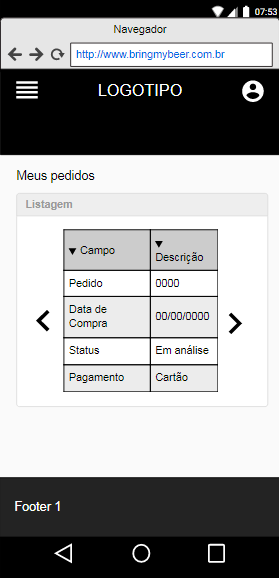 07:53
Navegador
http://www.bringmybeer.com.br
LOGOTIPO
Meus pedidos
Listagem
Campo
Descrição
Pedido 0000
Data de
Compra 00/00/0000
Status Em análise
Pagamento Cartão
Footer 1